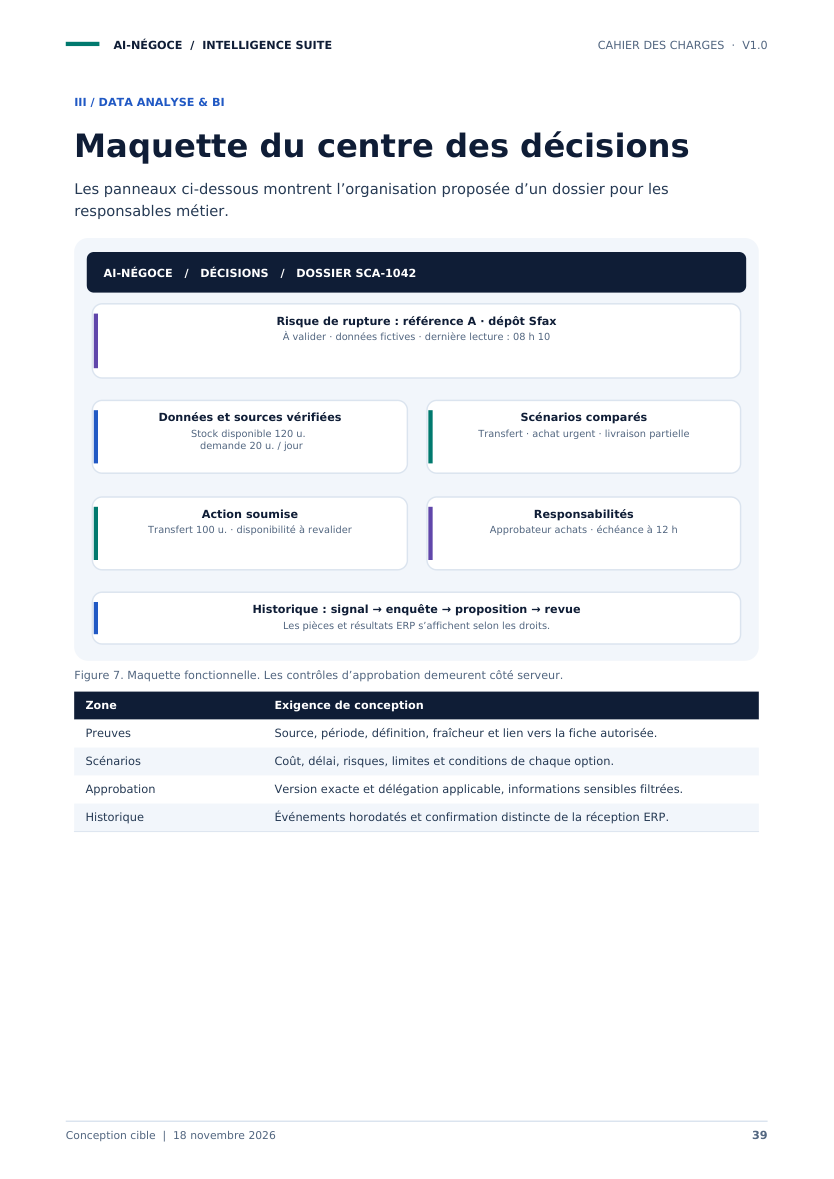 AI-NÉGOCE / INTELLIGENCE SUITE
CAHIER DES CHARGES · V1.0
III / DATA ANALYSE & BI
Maquette du centre des décisions
Les panneaux ci-dessous montrent l’organisation proposée d’un dossier pour les
responsables métier.
AI-NÉGOCE / DÉCISIONS / DOSSIER SCA-1042
Risque de rupture : référence A · dépôt Sfax
À valider · données fictives · dernière lecture : 08 h 10
Données et sources vérifiées
Stock disponible 120 u.
demande 20 u. / jour
Scénarios comparés
Transfert · achat urgent · livraison partielle
Action soumise
Transfert 100 u. · disponibilité à revalider
Responsabilités
Approbateur achats · échéance à 12 h
Historique : signal → enquête → proposition → revue
Les pièces et résultats ERP s’affichent selon les droits.
Figure 7. Maquette fonctionnelle. Les contrôles d’approbation demeurent côté serveur.
Zone Exigence de conception
Preuves Source, période, définition, fraîcheur et lien vers la fiche autorisée.
Scénarios Coût, délai, risques, limites et conditions de chaque option.
Approbation Version exacte et délégation applicable, informations sensibles filtrées.
Historique Événements horodatés et confirmation distincte de la réception ERP.
Conception cible | 18 novembre 2026
39